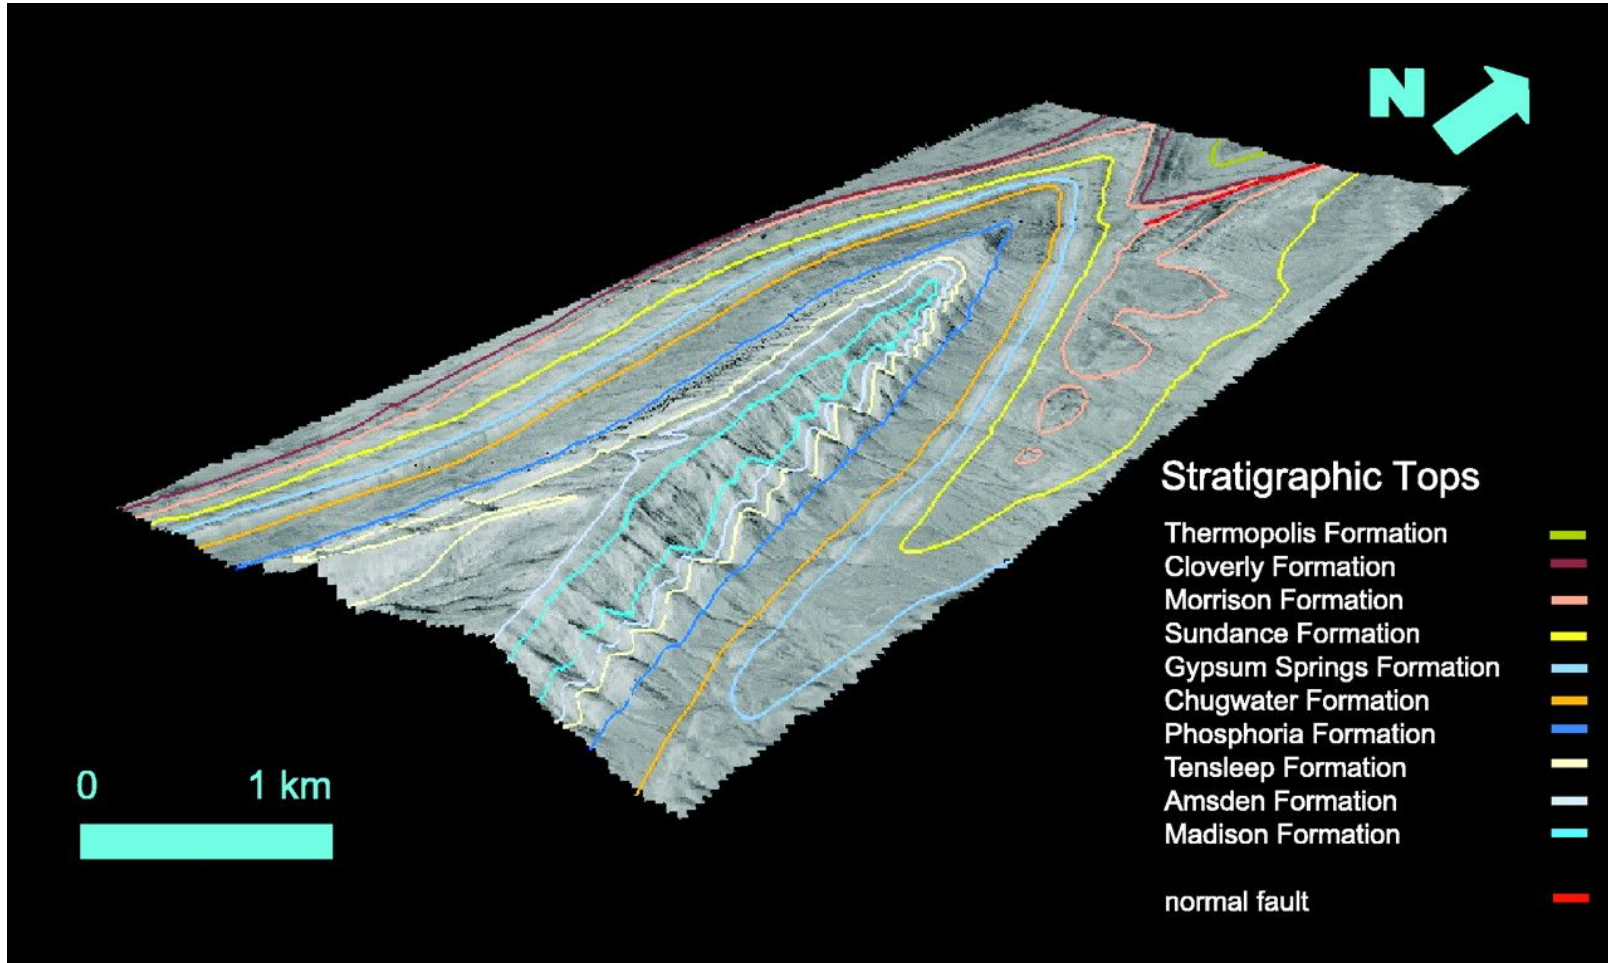 N
Stratigraphic Tops
Thermopolis Formation
Cloverly Formation
Morrison Formation
Sundance Formation
Gypsum Springs Formation
Chugwater Formation
Phosphoria Formation
Tensleep Formation
Amsden Formation
Madison Formation
normal fault
0 1 km